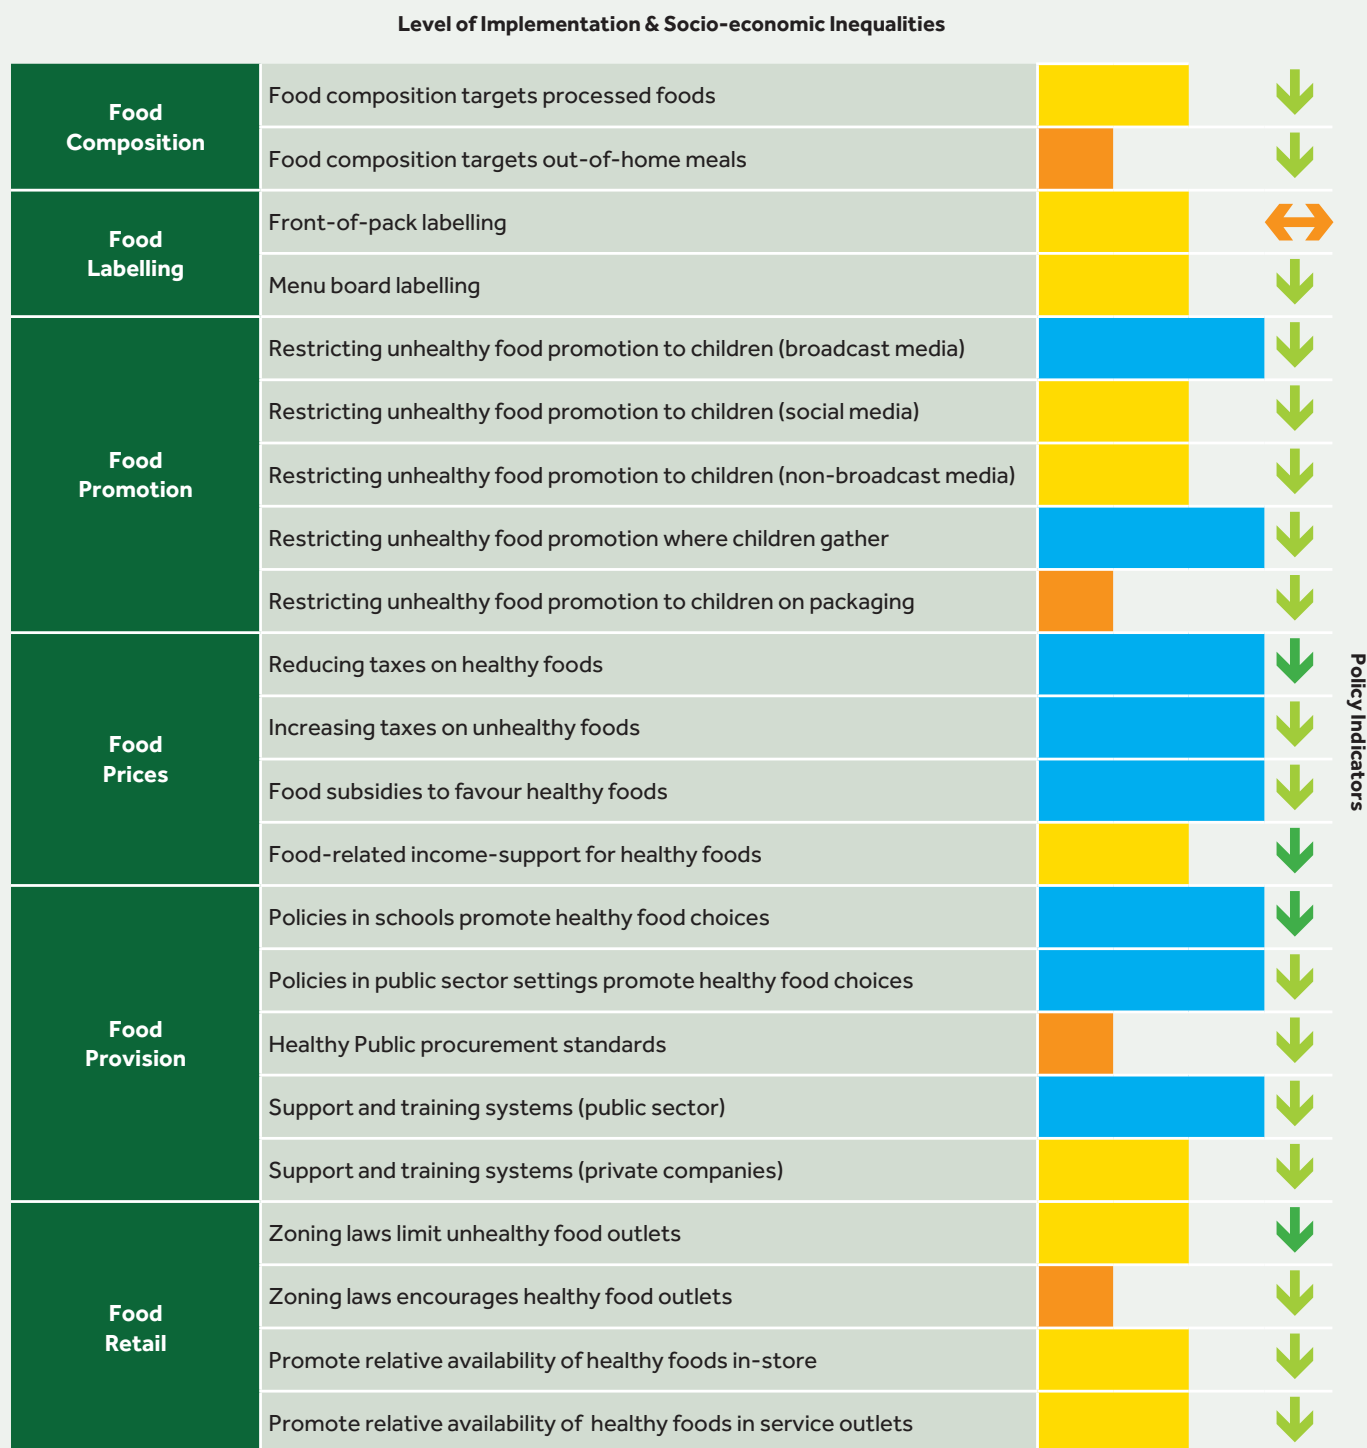 Level of Implementation & Socio-economic Inequalities
Food
Composition
Food composition targets processed foods
Food composition targets out-of-home meals
Food
Labelling
Front-of-pack labelling
Menu board labelling
Food
Promotion
Restricting unhealthy food promotion to children (broadcast media)
Restricting unhealthy food promotion to children (social media)
Restricting unhealthy food promotion to children (non-broadcast media)
Restricting unhealthy food promotion where children gather
Restricting unhealthy food promotion to children on packaging
Food
Prices
Reducing taxes on healthy foods
Increasing taxes on unhealthy foods
Food subsidies to favour healthy foods
Food-related income-support for healthy foods
Food
Provision
Policies in schools promote healthy food choices
Policies in public sector settings promote healthy food choices
Healthy Public procurement standards
Support and training systems (public sector)
Support and training systems (private companies)
Food
Retail
Zoning laws limit unhealthy food outlets
Zoning laws encourages healthy food outlets
Promote relative availability of healthy foods in-store
Promote relative availability of  healthy foods in service outlets
Policy Indicators